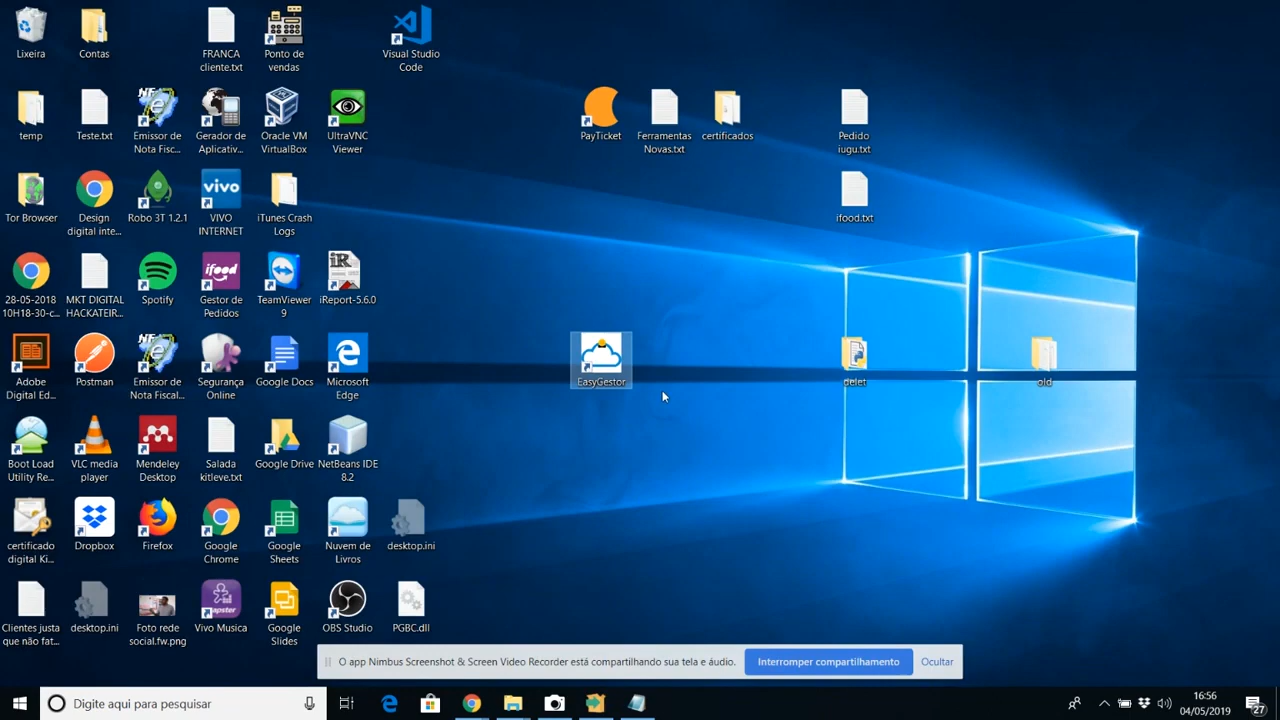 Lixeira
Contas
FRANCA
cliente.txt
Ponto de
vendas
Visual Studio
Code
temp
Teste.txt
Emissor de
Nota Fisc...
Gerador de
Aplicativ...
Oracle VM
VirtualBox
UltraVNC
Viewer
PayTicket
Ferramentas
Novas.txt
certificados
Pedido
iugu.txt
Tor Browser
Design
digital inte...
Robo 3T 1.2.1
vivo
VIVO
INTERNET
iTunes Crash
Logs
ifood.txt
28-05-2018
10H18-30-c...
MKT DIGITAL
HACKATEIR...
Spotify
ifood
Gestor de
Pedidos
TeamViewer
9
iR
iReport-5.6.0
Adobe
Digital Ed...
Postman
Emissor de
Nota Fiscal...
Segurança
Online
Google Docs
Microsoft
Edge
EasyGestor
delet
old
Boot Load
Utility Re...
VLC media
player
Mendeley
Desktop
Salada
kitleve.txt
Google Drive
NetBeans IDE
8.2
certificado
digital Ki...
Dropbox
Firefox
Google
Chrome
Google
Sheets
Nuvem de
Livros
desktop.ini
Clientes justa
que não fat...
desktop.ini
Foto rede
social.fw.png
napster
Vivo Musica
Google
Slides
OBS Studio
PGBC.dll
O app Nimbus Screenshot & Screen Video Recorder está compartilhando sua tela e áudio.
Interromper compartilhamento
Ocultar
Digite aqui para pesquisar
16:56
04/05/2019
27